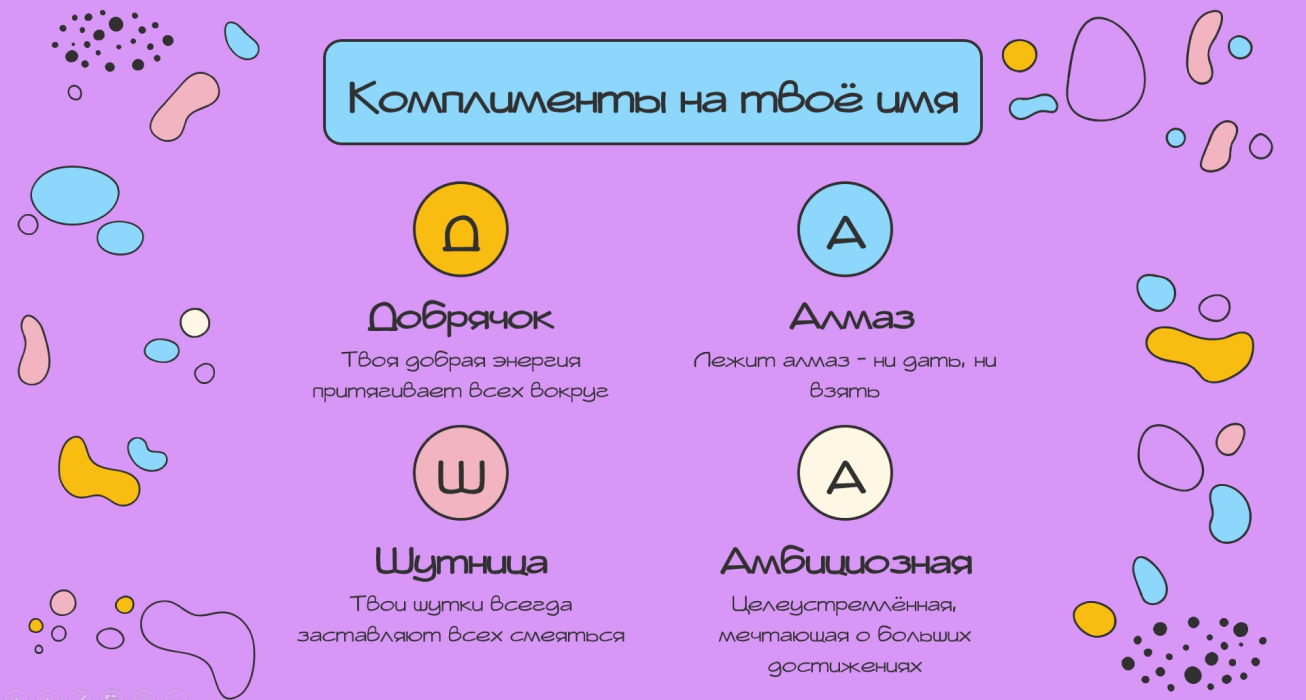 Комплименты на твоё имя
Д
А
Добрячок
Алмаз
Твоя добрая энергия
притягивает всех вокруг
Лежит алмаз - ни дать, ни
взять
Ш
А
Шутница
Амбициозная
Твои шутки всегда
заставляют всех смеяться
Целеустремлённая,
мечтающая о больших
достижениях